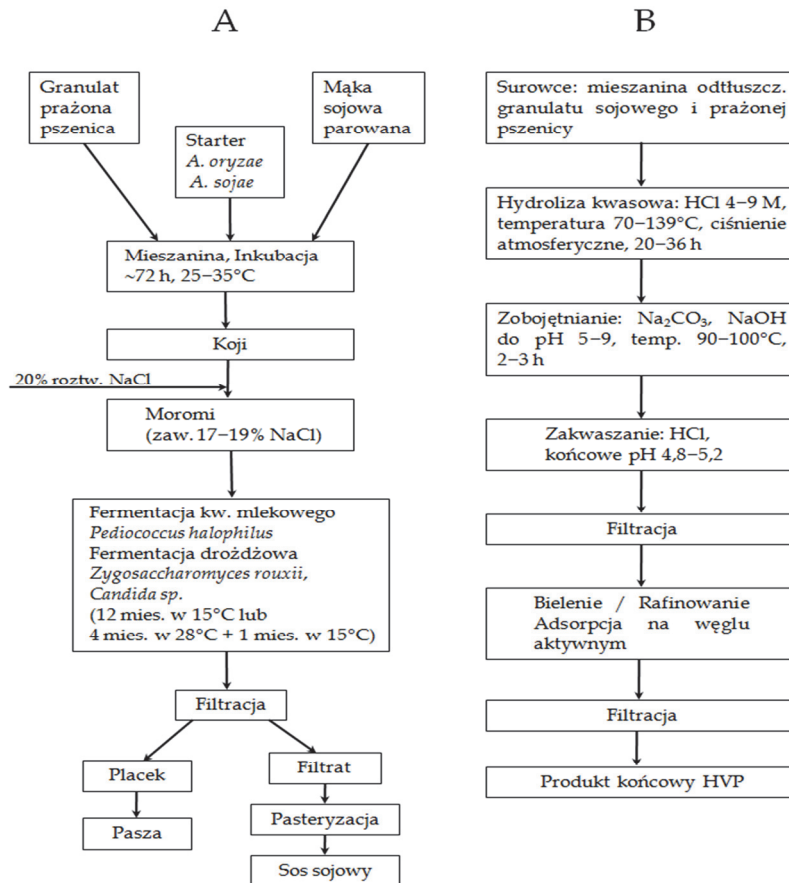 A
Granulat
prażona
pszenica
Starter
A. oryzae
A. sojae
Mąka
sojowa
parowana
Mieszanina, Inkubacja
~72 h, 25–35°C
Koji
20% roztw. NaCl
Moromi
(zaw. 17–19% NaCl)
Fermentacja kw. mlekowego
Pediococcus halophilus
Fermentacja drożdżowa
Zygosaccharomyces rouxii,
Candida sp.
(12 mies. w 15°C lub
4 mies. w 28°C + 1 mies. w 15°C)
Filtracja
Placek
Pasza
Filtrat
Pasteryzacja
Sos sojowy
B
Surowce: mieszanina odtłuszcz.
granulatu sojowego i prażonej
pszenicy
Hydroliza kwasowa: HCl 4–9 M,
temperatura 70–139°C, ciśnienie
atmosferyczne, 20–36 h
Zobojętnianie: Na₂CO₃, NaOH
do pH 5–9, temp. 90–100°C,
2–3 h
Zakwaszanie: HCl,
końcowe pH 4,8–5,2
Filtracja
Bielenie / Rafinowanie
Adsorpcja na węglu
aktywnym
Filtracja
Produkt końcowy HVP